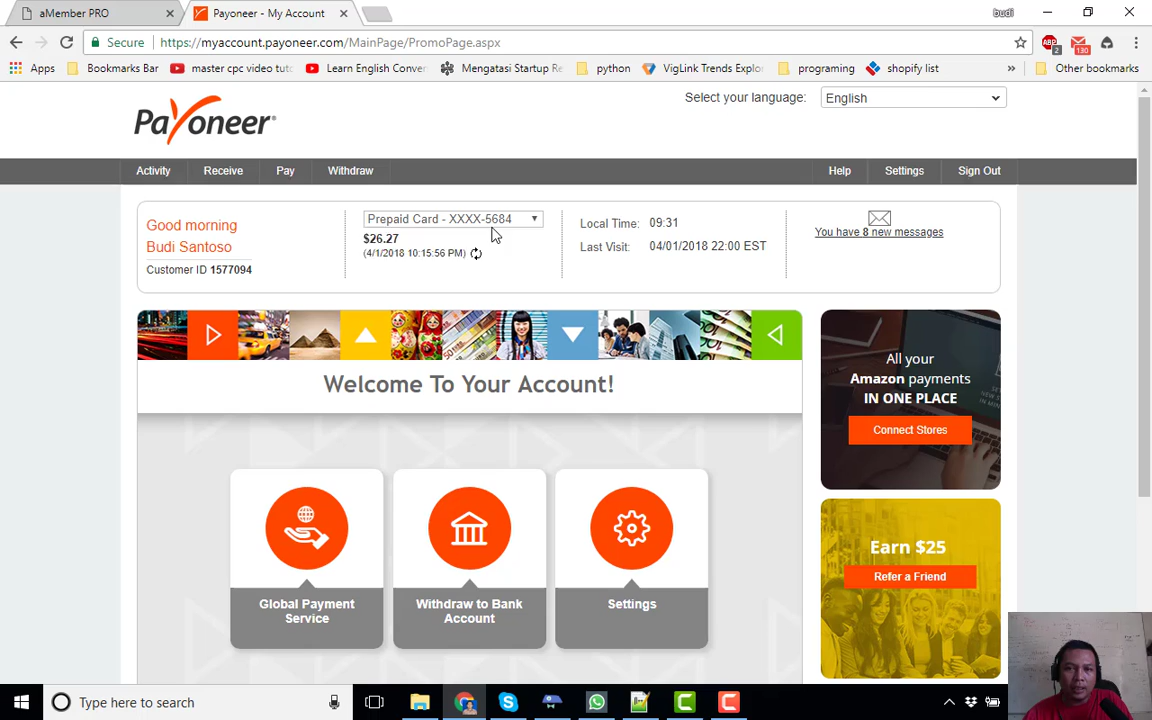 aMember PRO
Payoneer - My Account
budi
Secure
https://myaccount.payoneer.com/MainPage/PromoPage.aspx
ABP
2
130
Apps
Bookmarks Bar
master cpc video tut
Learn English Conver
Mengatasi Startup Re
python
VigLink Trends Explo
programing
shopify list
»
Other bookmarks
Select your language:
English
Payoneer
Activity
Receive
Pay
Withdraw
Help
Settings
Sign Out
Good morning
Budi Santoso
Customer ID 1577094
Prepaid Card - XXXX-5684
$26.27
(4/1/2018 10:15:56 PM)
Local Time: 09:31
Last Visit: 04/01/2018 22:00 EST
You have 8 new messages
Welcome To Your Account!
Global Payment
Service
Withdraw to Bank
Account
Settings
All your
Amazon payments
IN ONE PLACE
Connect Stores
Earn $25
Refer a Friend
Type here to search